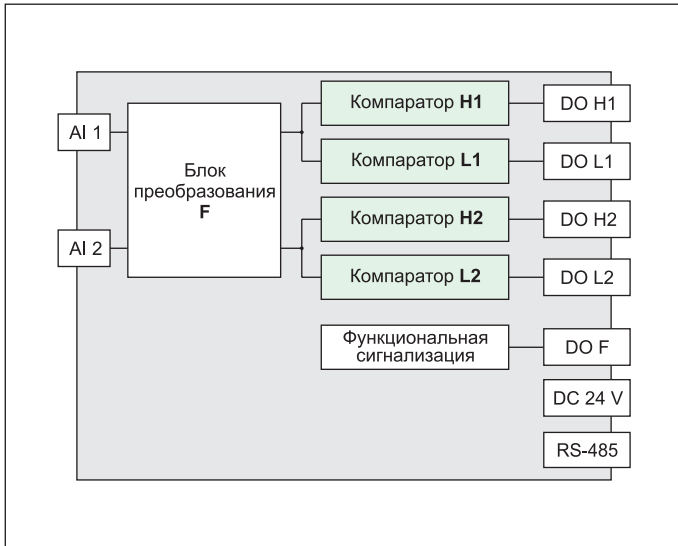 Компаратор H1
DO H1
AI 1
Блок
преобразования
F
Компаратор L1
DO L1
Компаратор H2
DO H2
AI 2
Компаратор L2
DO L2
Функциональная
сигнализация
DO F
DC 24 V
RS-485